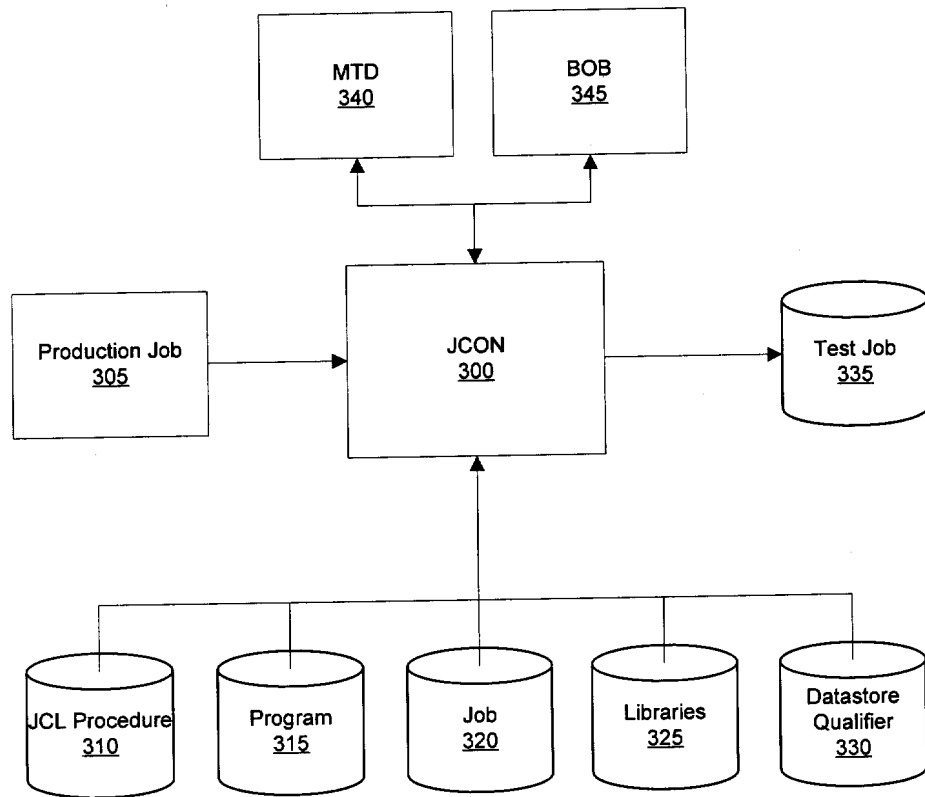 MTD
340
BOB
345
Production Job
305
JCON
300
Test Job
335
JCL Procedure
310
Program
315
Job
320
Libraries
325
Datastore
Qualifier
330